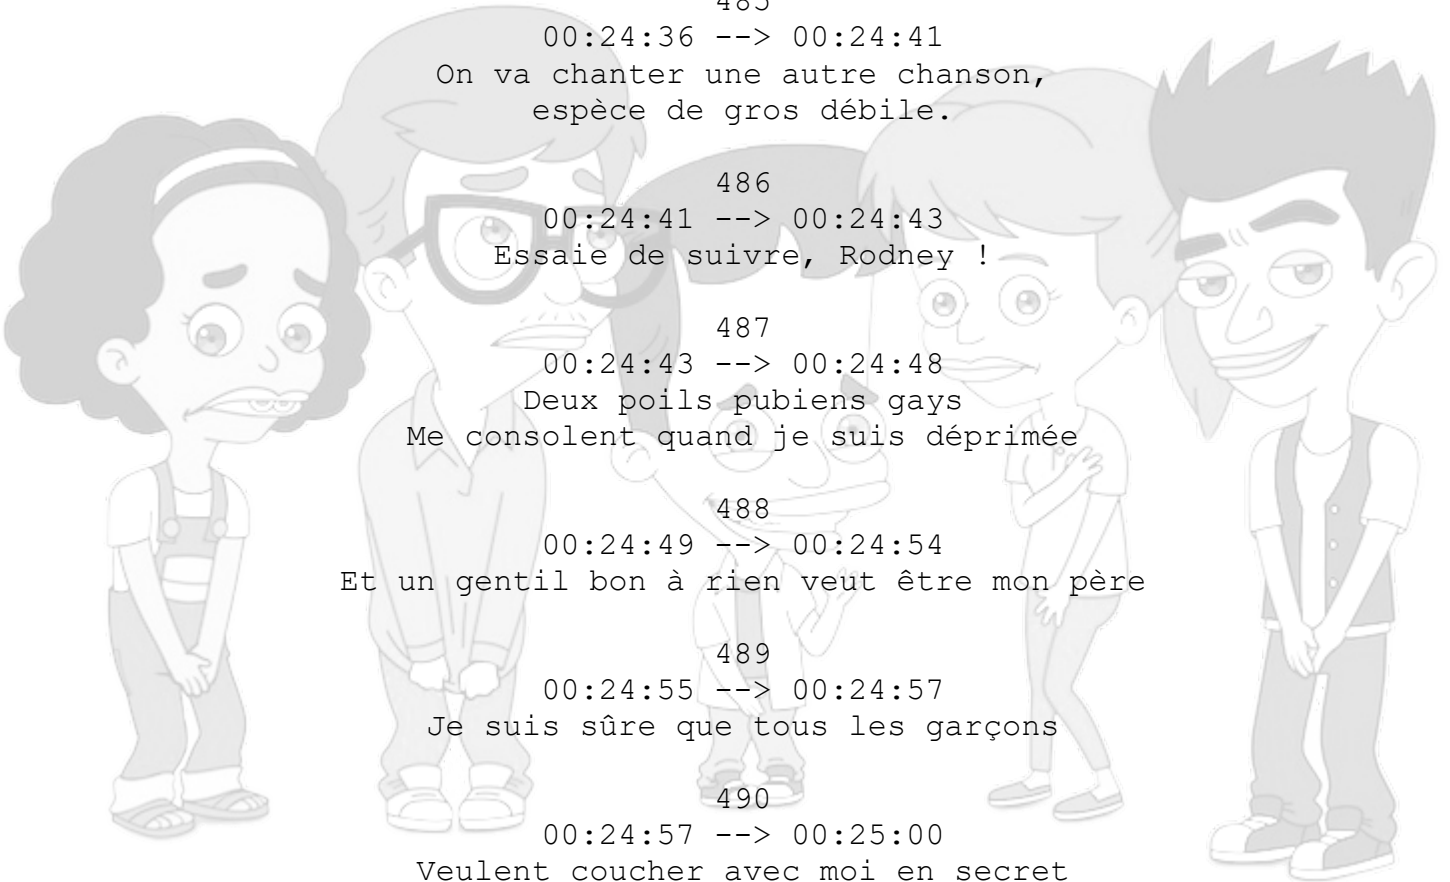 485
00:24:36 --> 00:24:41
On va chanter une autre chanson,
espèce de gros débile.
486
00:24:41 --> 00:24:43
Essaie de suivre, Rodney !
487
00:24:43 --> 00:24:48
Deux poils pubiens gays
Me consolent quand je suis déprimée
488
00:24:49 --> 00:24:54
Et un gentil bon à rien veut être mon père
489
00:24:55 --> 00:24:57
Je suis sûre que tous les garçons
490
00:24:57 --> 00:25:00
Veulent coucher avec moi en secret